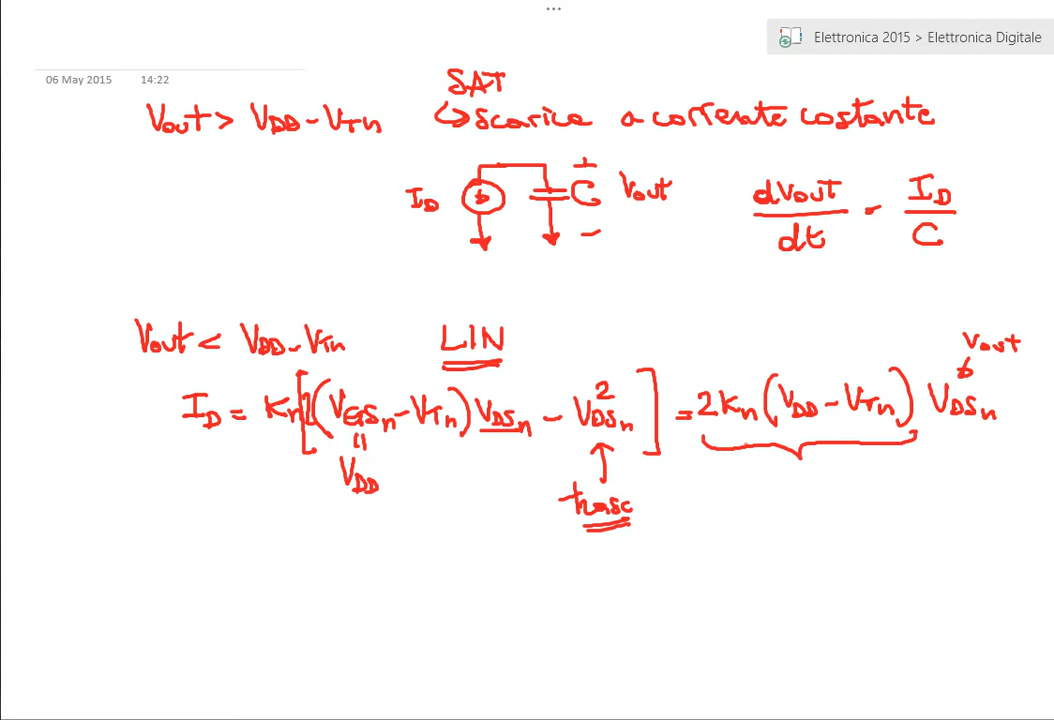 Elettronica 2015 > Elettronica Digitale
06 May 2015 14:22
SAT
Vout > VDD - VTn ↳ scarica a corrente costante
ID C + - Vout dVout/dt = ID/C
Vout < VDD - VTn LIN
Vout
ID = Kn[2(VGSn - VTn) VDSn - VDSn²] = 2Kn(VDD - VTn) VDSn
||
VDD
↑
trasc